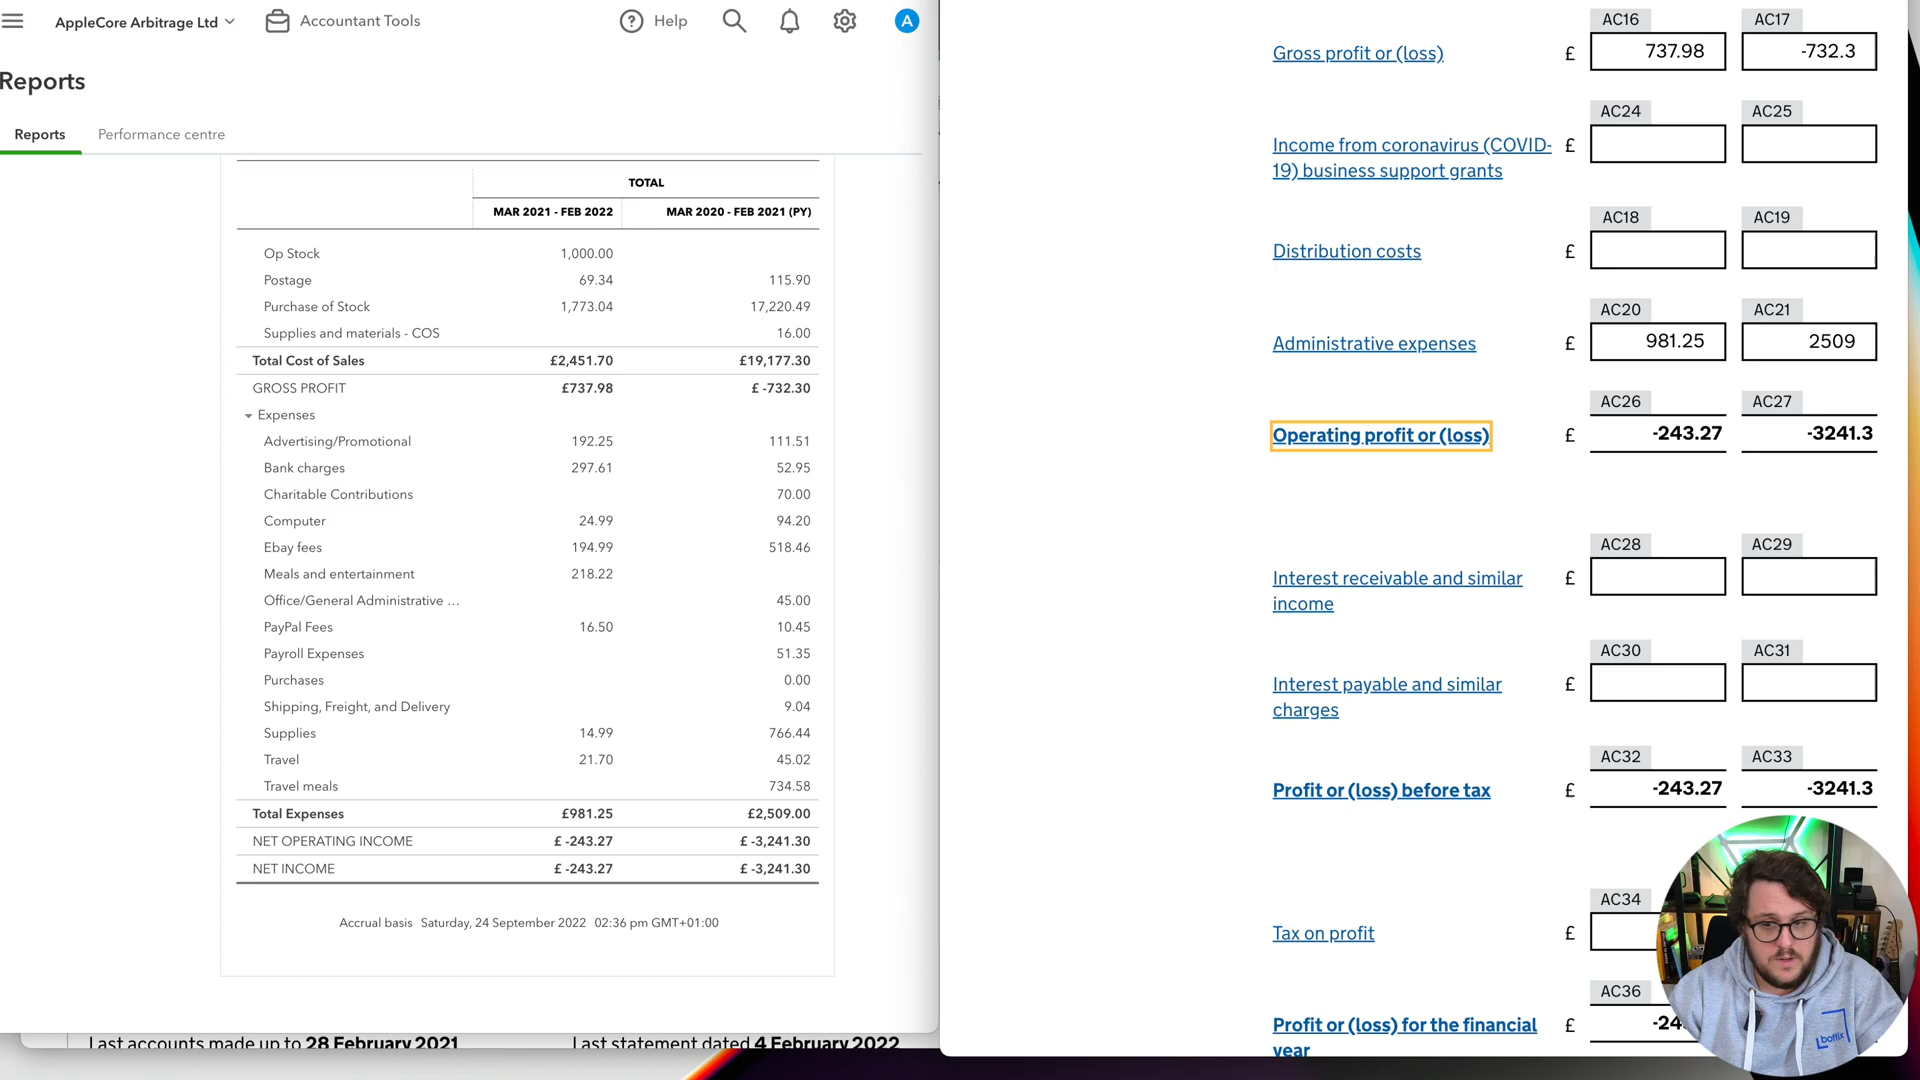 AppleCore Arbitrage Ltd
Accountant Tools
Help
A
Reports
Reports
Performance centre
TOTAL
MAR 2021 - FEB 2022 MAR 2020 - FEB 2021 (PY)
Op Stock 1,000.00
Postage 69.34 115.90
Purchase of Stock 1,773.04 17,220.49
Supplies and materials - COS 16.00
Total Cost of Sales £2,451.70 £19,177.30
GROSS PROFIT £737.98 £ -732.30
Expenses
Advertising/Promotional 192.25 111.51
Bank charges 297.61 52.95
Charitable Contributions 70.00
Computer 24.99 94.20
Ebay fees 194.99 518.46
Meals and entertainment 218.22
Office/General Administrative ... 45.00
PayPal Fees 16.50 10.45
Payroll Expenses 51.35
Purchases 0.00
Shipping, Freight, and Delivery 9.04
Supplies 14.99 766.44
Travel 21.70 45.02
Travel meals 734.58
Total Expenses £981.25 £2,509.00
NET OPERATING INCOME £ -243.27 £ -3,241.30
NET INCOME £ -243.27 £ -3,241.30
Accrual basis Saturday, 24 September 2022 02:36 pm GMT+01:00
Last accounts made up to 28 February 2021
Last statement dated 4 February 2022
AC16 AC17
Gross profit or (loss) £ 737.98 -732.3
AC24 AC25
Income from coronavirus (COVID- £
19) business support grants
AC18 AC19
Distribution costs £
AC20 AC21
Administrative expenses £ 981.25 2509
AC26 AC27
Operating profit or (loss) £ -243.27 -3241.3
AC28 AC29
Interest receivable and similar £
income
AC30 AC31
Interest payable and similar £
charges
AC32 AC33
Profit or (loss) before tax £ -243.27 -3241.3
AC34
Tax on profit £
AC36
Profit or (loss) for the financial £ -24
year
boffix